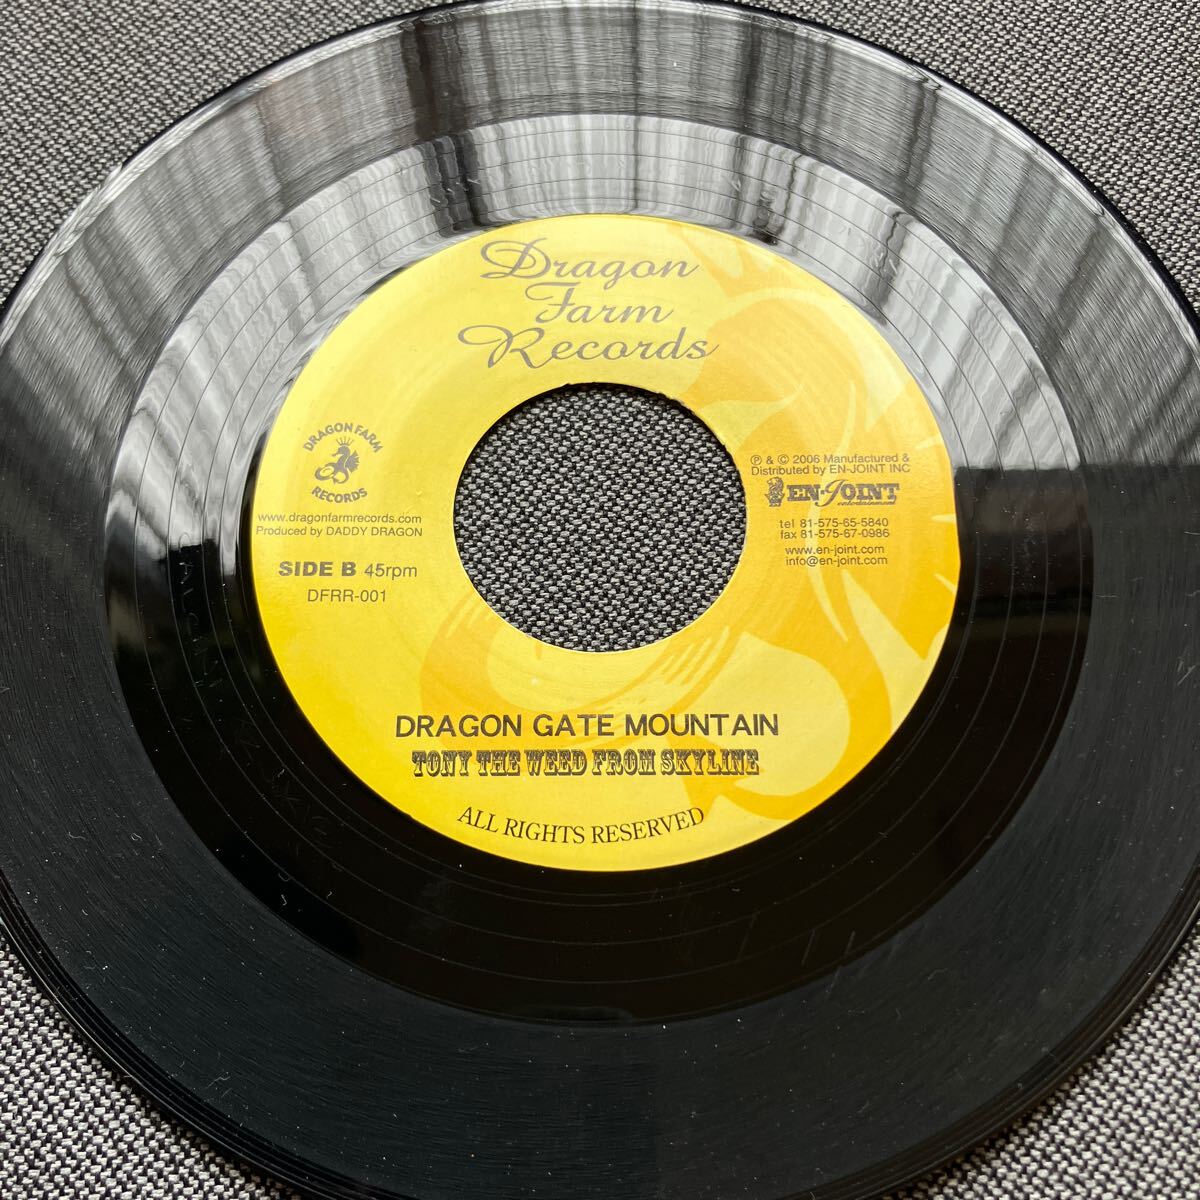 Dragon
Farm
Records
DRAGON FARM
RECORDS
www.dragonfarmrecords.com
Produced by DADDY DRAGON
SIDE B 45rpm
DFRR-001
℗ & © 2006 Manufactured &
Distributed by EN-JOINT INC
EN-JOINT
entertainment
tel 81-575-65-5840
fax 81-575-67-0986
www.en-joint.com
info@en-joint.com
DRAGON GATE MOUNTAIN
TONY THE WEED FROM SKYLINE
ALL RIGHTS RESERVED